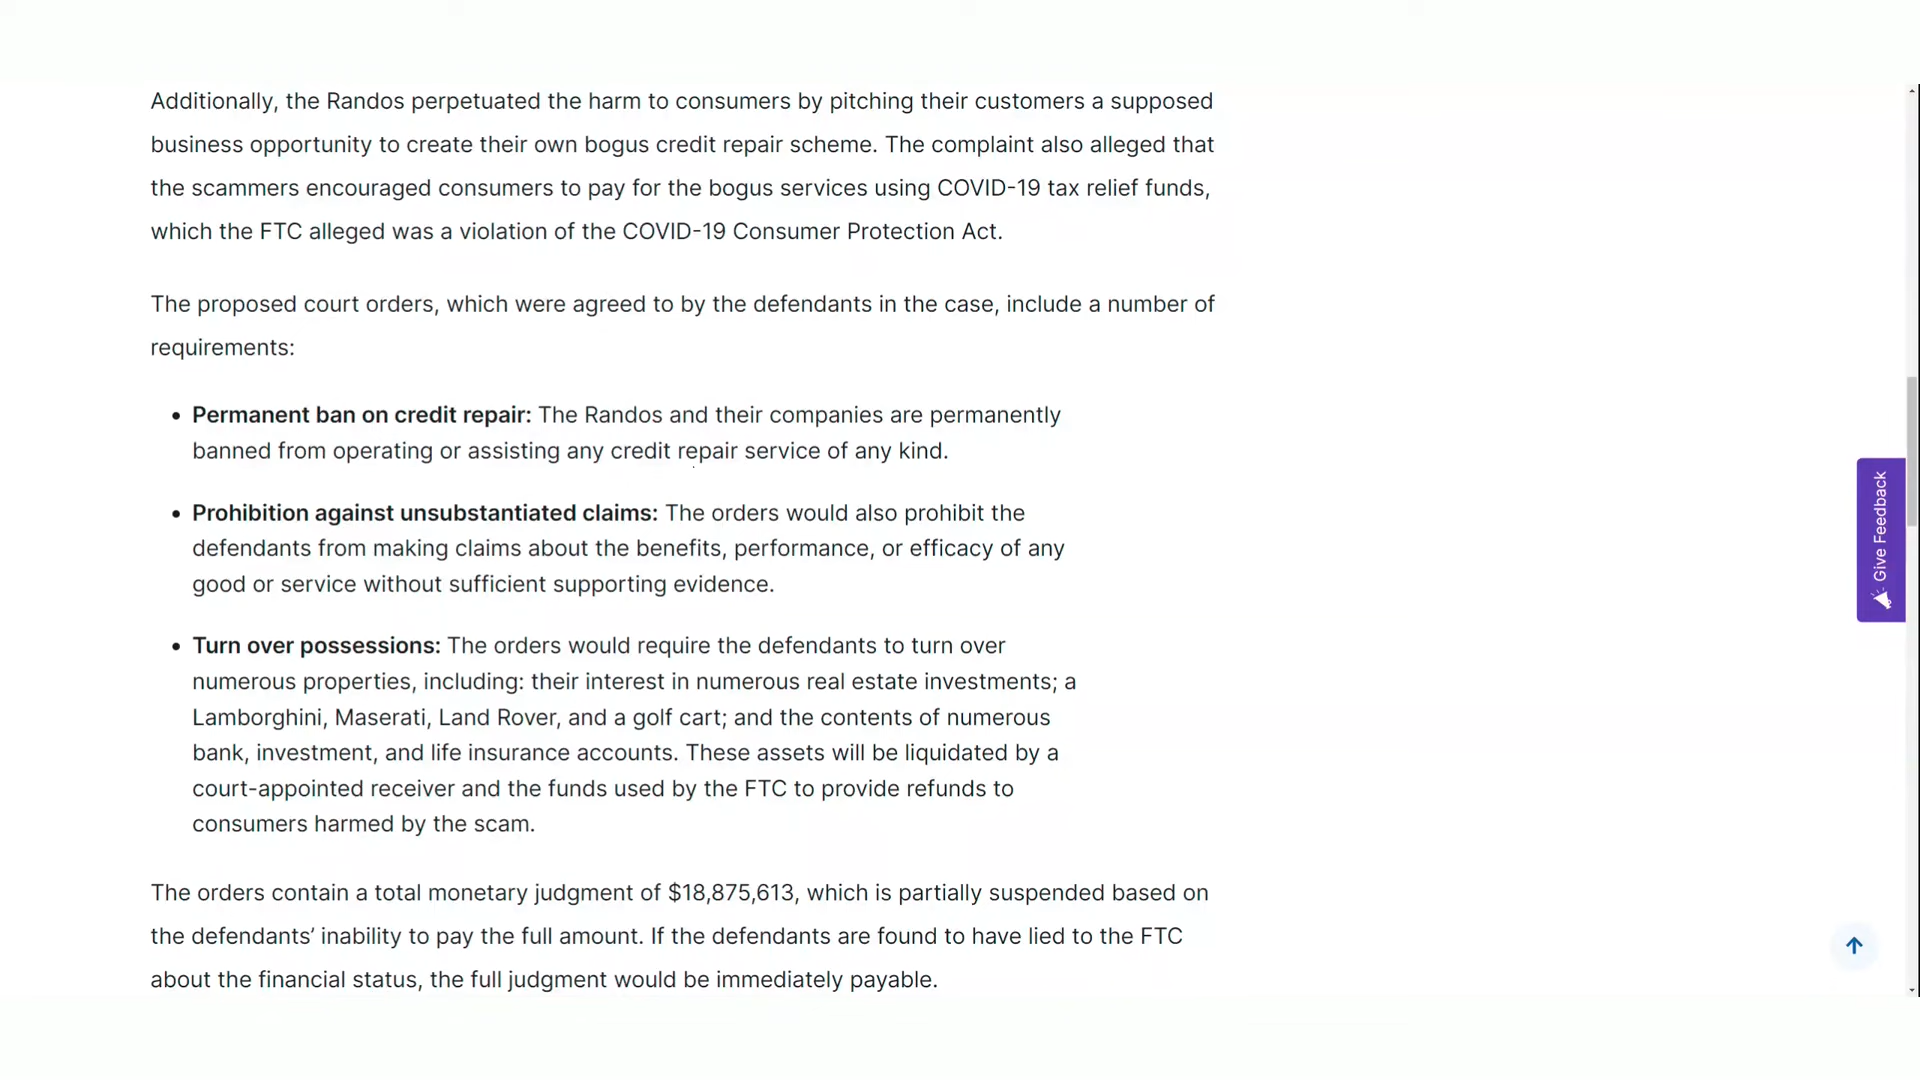 Additionally, the Randos perpetuated the harm to consumers by pitching their customers a supposed
business opportunity to create their own bogus credit repair scheme. The complaint also alleged that
the scammers encouraged consumers to pay for the bogus services using COVID-19 tax relief funds,
which the FTC alleged was a violation of the COVID-19 Consumer Protection Act.
The proposed court orders, which were agreed to by the defendants in the case, include a number of
requirements:
• Permanent ban on credit repair: The Randos and their companies are permanently
banned from operating or assisting any credit repair service of any kind.
• Prohibition against unsubstantiated claims: The orders would also prohibit the
defendants from making claims about the benefits, performance, or efficacy of any
good or service without sufficient supporting evidence.
• Turn over possessions: The orders would require the defendants to turn over
numerous properties, including: their interest in numerous real estate investments; a
Lamborghini, Maserati, Land Rover, and a golf cart; and the contents of numerous
bank, investment, and life insurance accounts. These assets will be liquidated by a
court-appointed receiver and the funds used by the FTC to provide refunds to
consumers harmed by the scam.
The orders contain a total monetary judgment of $18,875,613, which is partially suspended based on
the defendants’ inability to pay the full amount. If the defendants are found to have lied to the FTC
about the financial status, the full judgment would be immediately payable.
Give Feedback